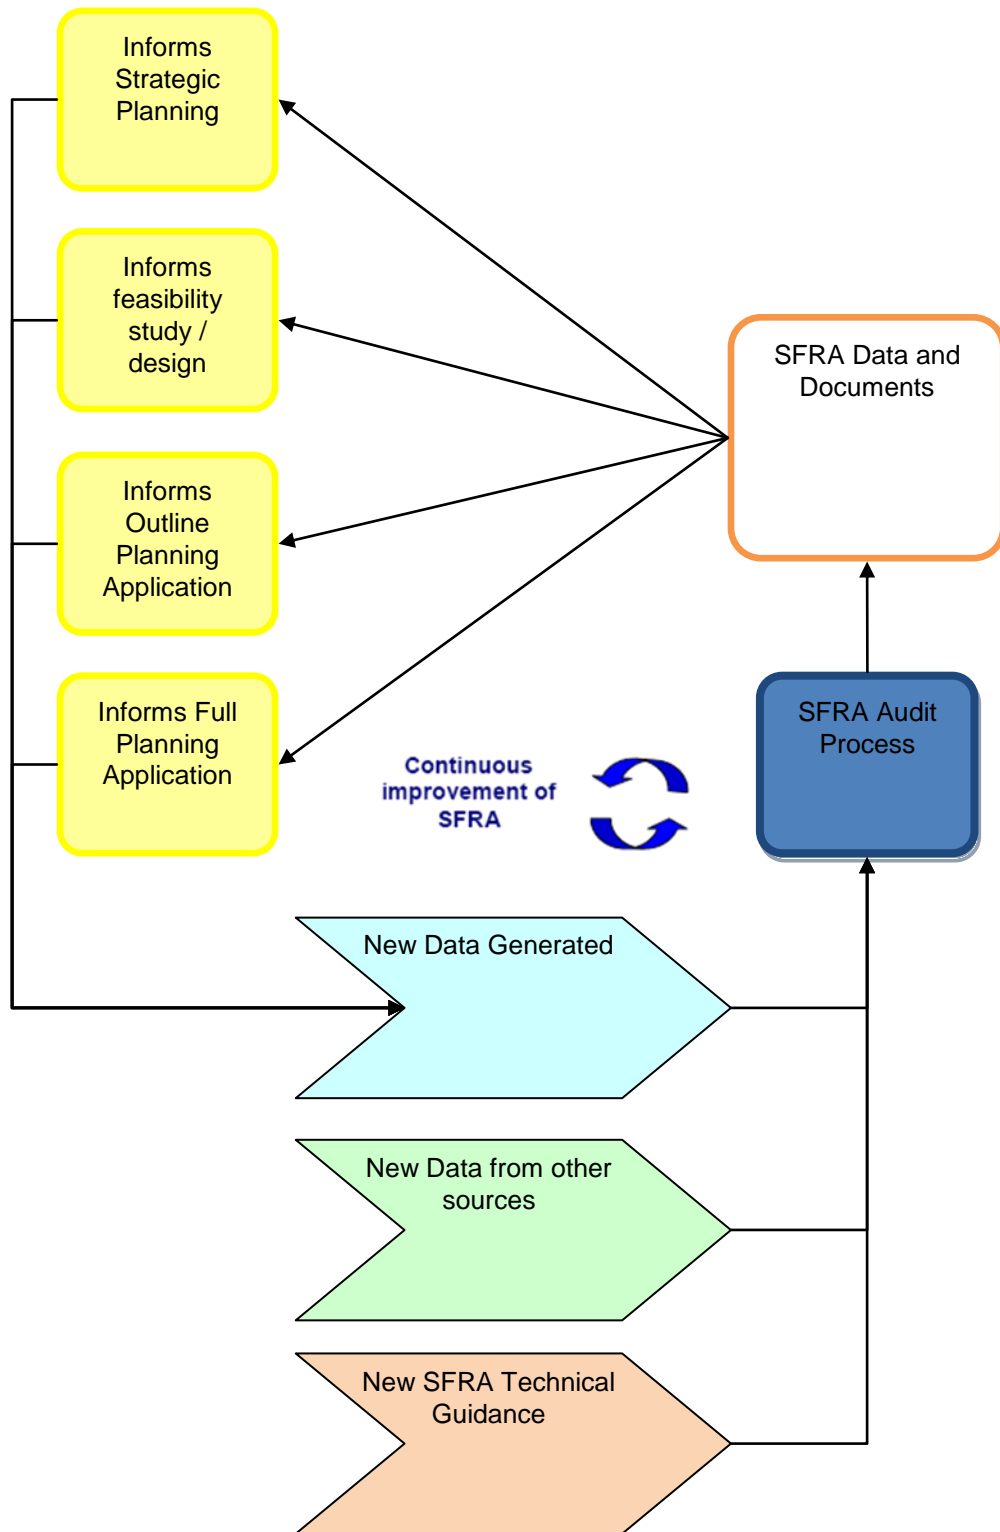 Informs
Strategic
Planning
Informs
feasibility
study /
design
SFRA Data and
Documents
Informs
Outline
Planning
Application
Informs Full
Planning
Application
SFRA Audit
Process
Continuous
improvement of
SFRA
New Data Generated
New Data from other
sources
New SFRA Technical
Guidance